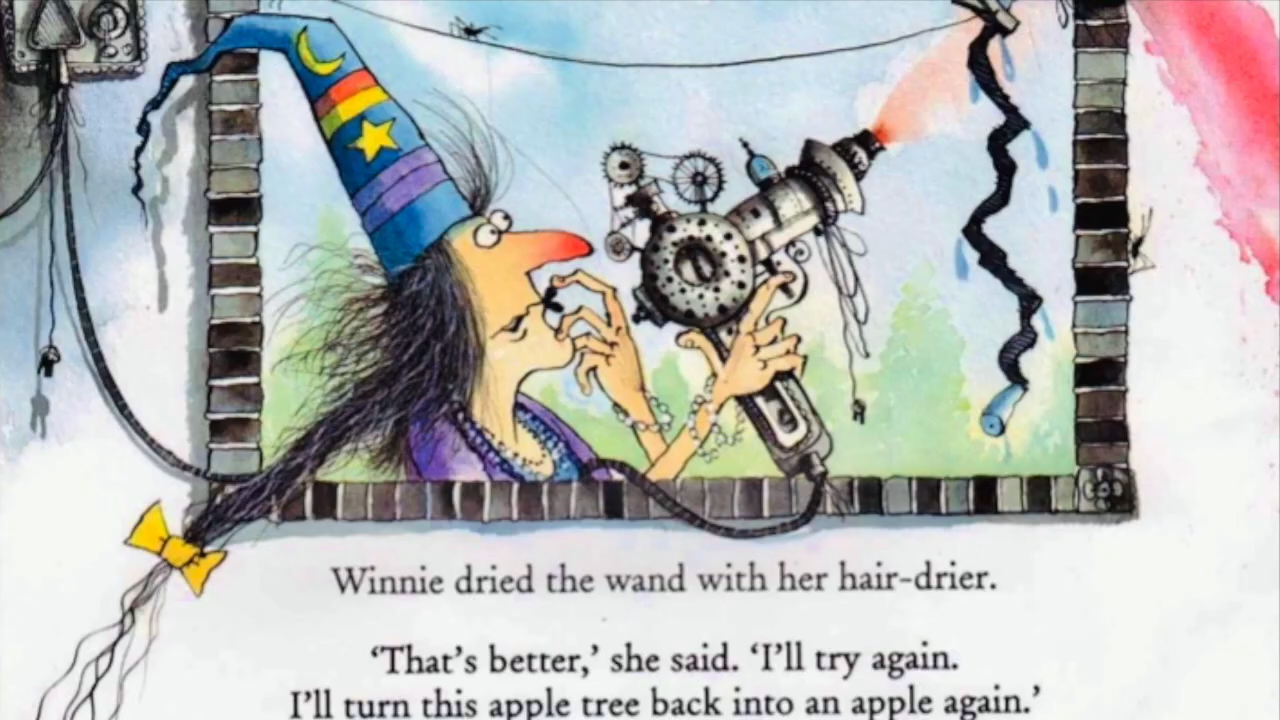 Winnie dried the wand with her hair-drier.
‘That’s better,’ she said. ‘I’ll try again.
I’ll turn this apple tree back into an apple again.’